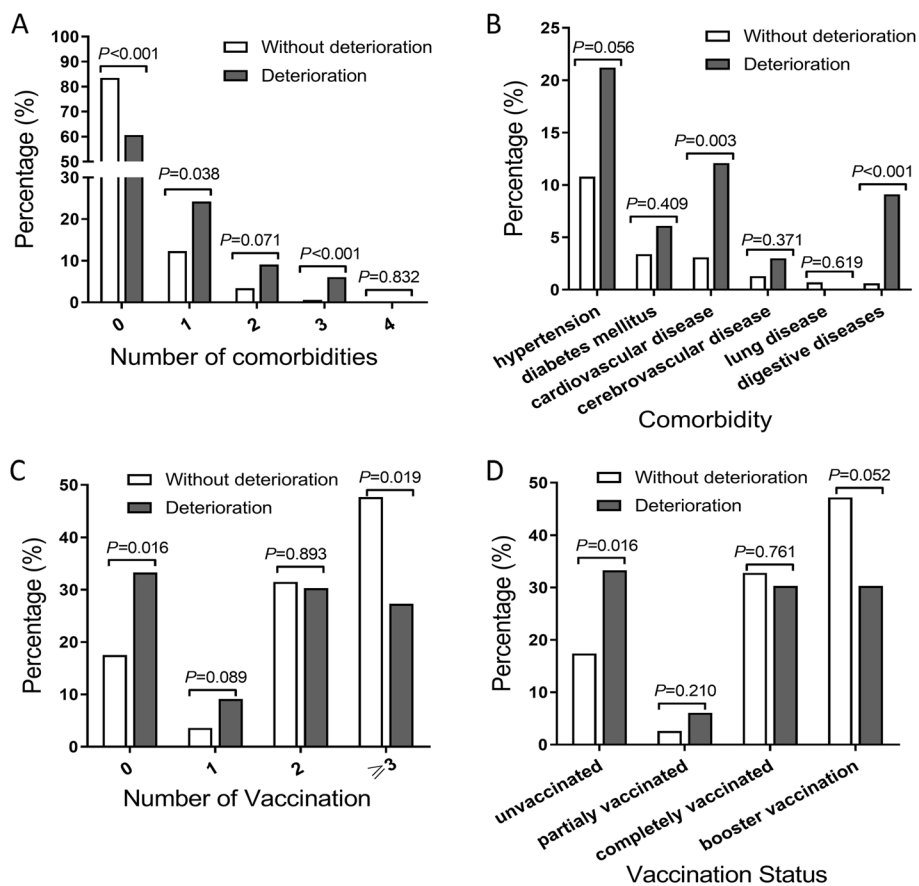 A
Without deterioration
Deterioration
P<0.001
P=0.038
P=0.071
P<0.001
P=0.832
Percentage (%)
100
90
80
70
60
50
30
20
10
0
0
1
2
3
4
Number of comorbidities
B
Without deterioration
Deterioration
P=0.056
P=0.409
P=0.003
P=0.371
P=0.619
P<0.001
Percentage (%)
25
20
15
10
5
0
hypertension
diabetes mellitus
cardiovascular disease
cerebrovascular disease
lung disease
digestive diseases
Comorbidity
C
Without deterioration
Deterioration
P=0.016
P=0.089
P=0.893
P=0.019
Percentage (%)
50
40
30
20
10
0
0
1
2
⩾3
Number of Vaccination
D
Without deterioration
Deterioration
P=0.016
P=0.210
P=0.761
P=0.052
Percentage (%)
50
40
30
20
10
0
unvaccinated
partialy vaccinated
completely vaccinated
booster vaccination
Vaccination Status